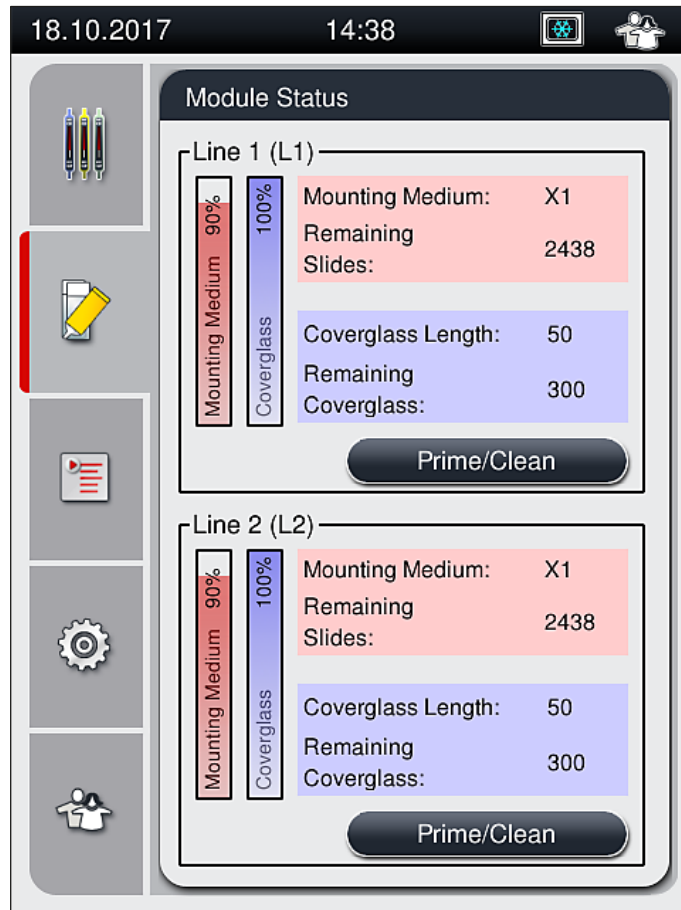 18.10.2017 14:38
Module Status
Line 1 (L1)
Mounting Medium 90%
Coverglass 100%
Mounting Medium: X1
Remaining
Slides: 2438
Coverglass Length: 50
Remaining
Coverglass: 300
Prime/Clean
Line 2 (L2)
Mounting Medium 90%
Coverglass 100%
Mounting Medium: X1
Remaining
Slides: 2438
Coverglass Length: 50
Remaining
Coverglass: 300
Prime/Clean